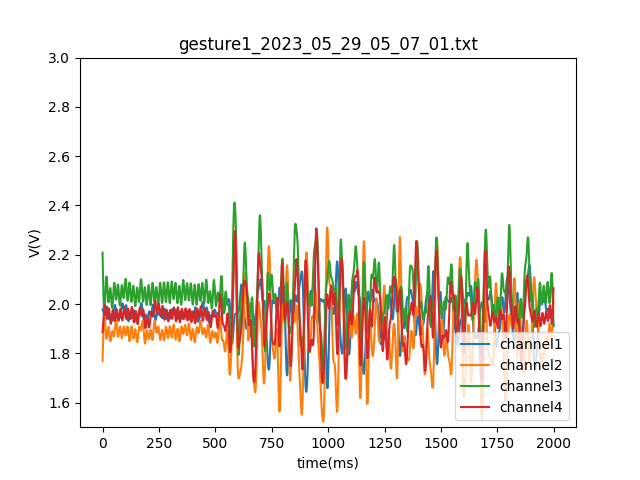 gesture1_2023_05_29_05_07_01.txt
V(V)
3.0
2.8
2.6
2.4
2.2
2.0
1.8
1.6
channel1
channel2
channel3
channel4
0 250 500 750 1000 1250 1500 1750 2000
time(ms)